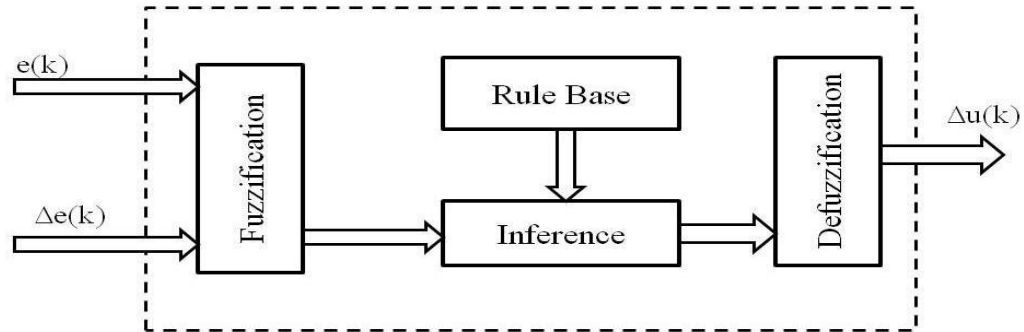 e(k)
Δe(k)
Fuzzification
Rule Base
Inference
Defuzzification
Δu(k)